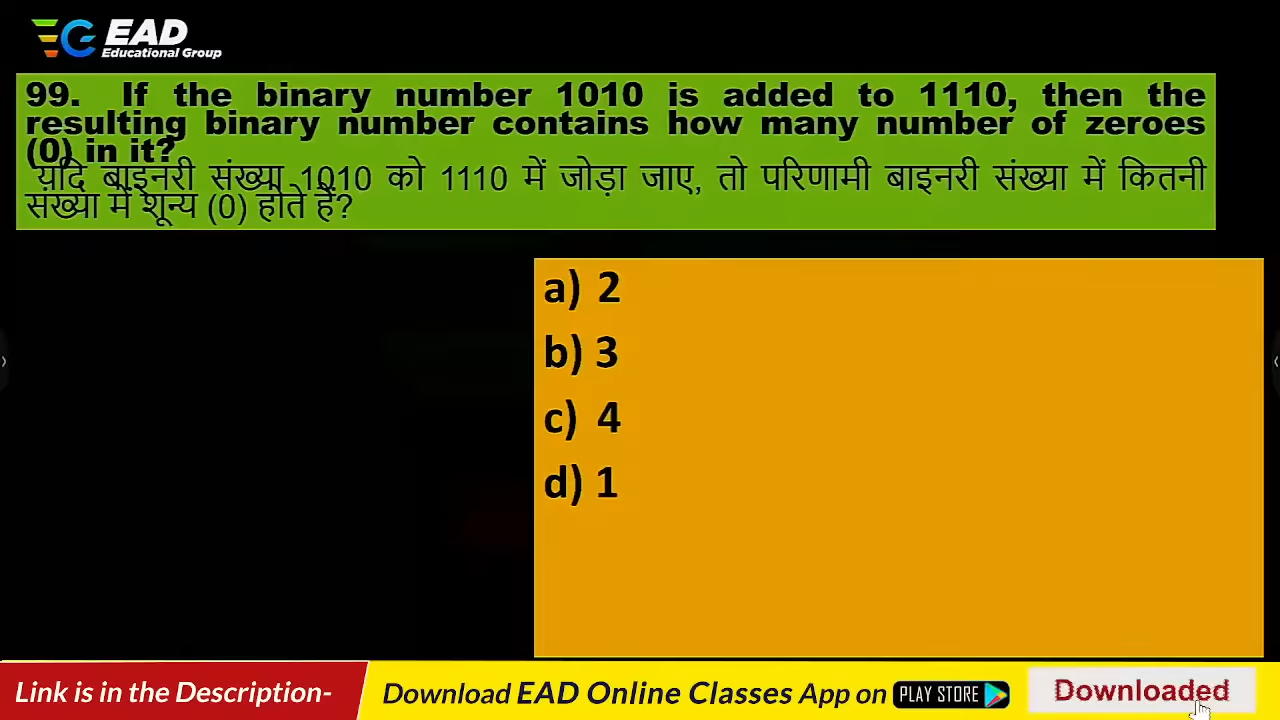 EAD
Educational Group
99. If the binary number 1010 is added to 1110, then the
resulting binary number contains how many number of zeroes
(0) in it?
यदि बाइनरी संख्या 1010 को 1110 में जोड़ा जाए, तो परिणामी बाइनरी संख्या में कितनी
संख्या में शून्य (0) होते हैं?
a) 2
b) 3
c) 4
d) 1
Link is in the Description-
Download EAD Online Classes App on PLAY STORE
Downloaded